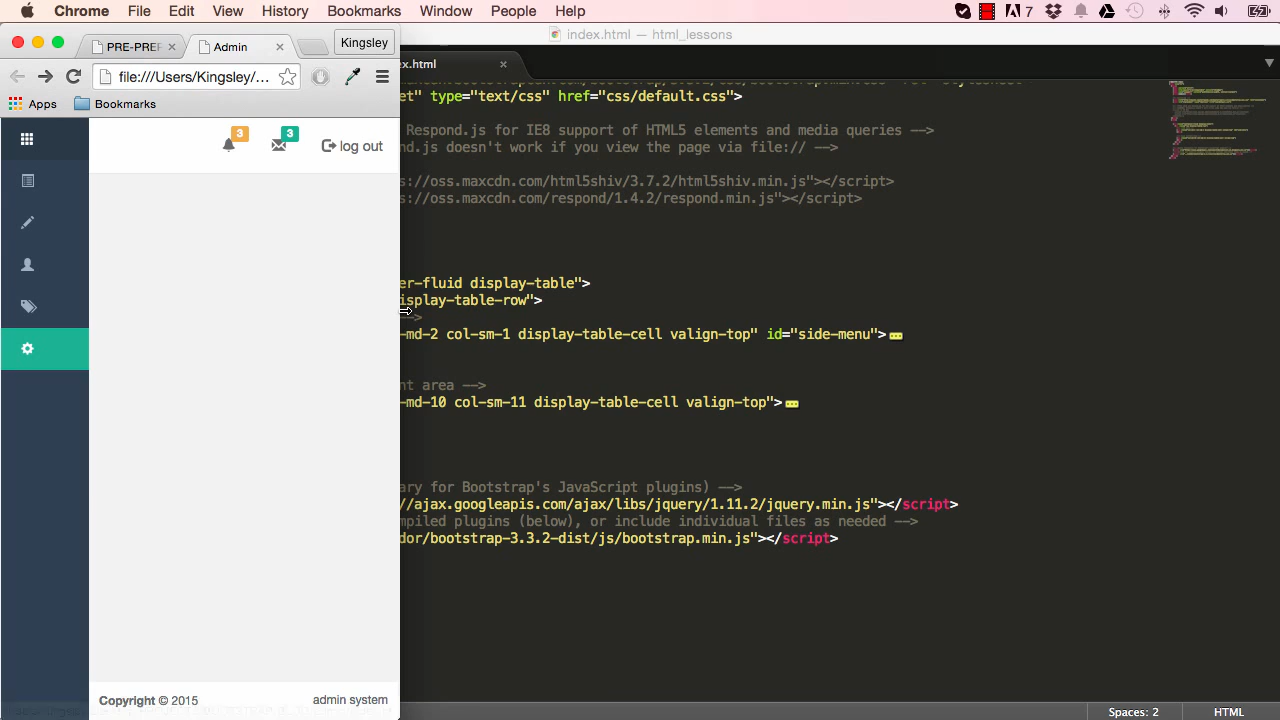 Chrome File Edit View History Bookmarks Window People Help
7
index.html — html_lessons
PRE-PREF
Admin
Kingsley
file:///Users/Kingsley/...
Apps
Bookmarks
3
3
log out
Copyright © 2015
admin system
ex.html
et" type="text/css" href="css/default.css">
Respond.js for IE8 support of HTML5 elements and media queries -->
nd.js doesn't work if you view the page via file:// -->
s://oss.maxcdn.com/html5shiv/3.7.2/html5shiv.min.js"></script>
s://oss.maxcdn.com/respond/1.4.2/respond.min.js"></script>
er-fluid display-table">
isplay-table-row">
-->
-md-2 col-sm-1 display-table-cell valign-top" id="side-menu">
nt area -->
-md-10 col-sm-11 display-table-cell valign-top">
ary for Bootstrap's JavaScript plugins) -->
//ajax.googleapis.com/ajax/libs/jquery/1.11.2/jquery.min.js"></script>
mpiled plugins (below), or include individual files as needed -->
dor/bootstrap-3.3.2-dist/js/bootstrap.min.js"></script>
Spaces: 2
HTML